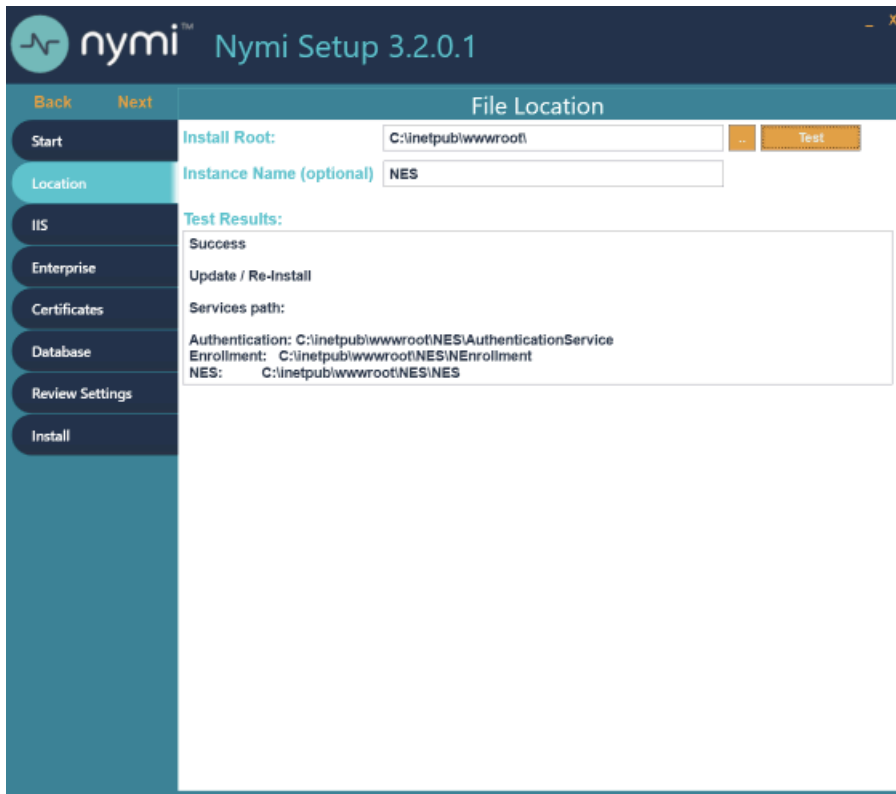 nymi™ Nymi Setup 3.2.0.1
_ X
Back Next
File Location
Start
Location
IIS
Enterprise
Certificates
Database
Review Settings
Install
Install Root: C:\inetpub\wwwroot\ .. Test
Instance Name (optional) NES
Test Results:
Success
Update / Re-Install
Services path:
Authentication: C:\inetpub\wwwroot\NES\AuthenticationService
Enrollment: C:\inetpub\wwwroot\NES\NEnrollment
NES: C:\inetpub\wwwroot\NES\NES